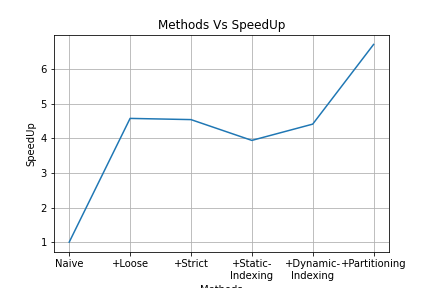 Methods Vs SpeedUp
SpeedUp
6
5
4
3
2
1
Naive +Loose +Strict +Static-Indexing +Dynamic-Indexing +Partitioning
Methods